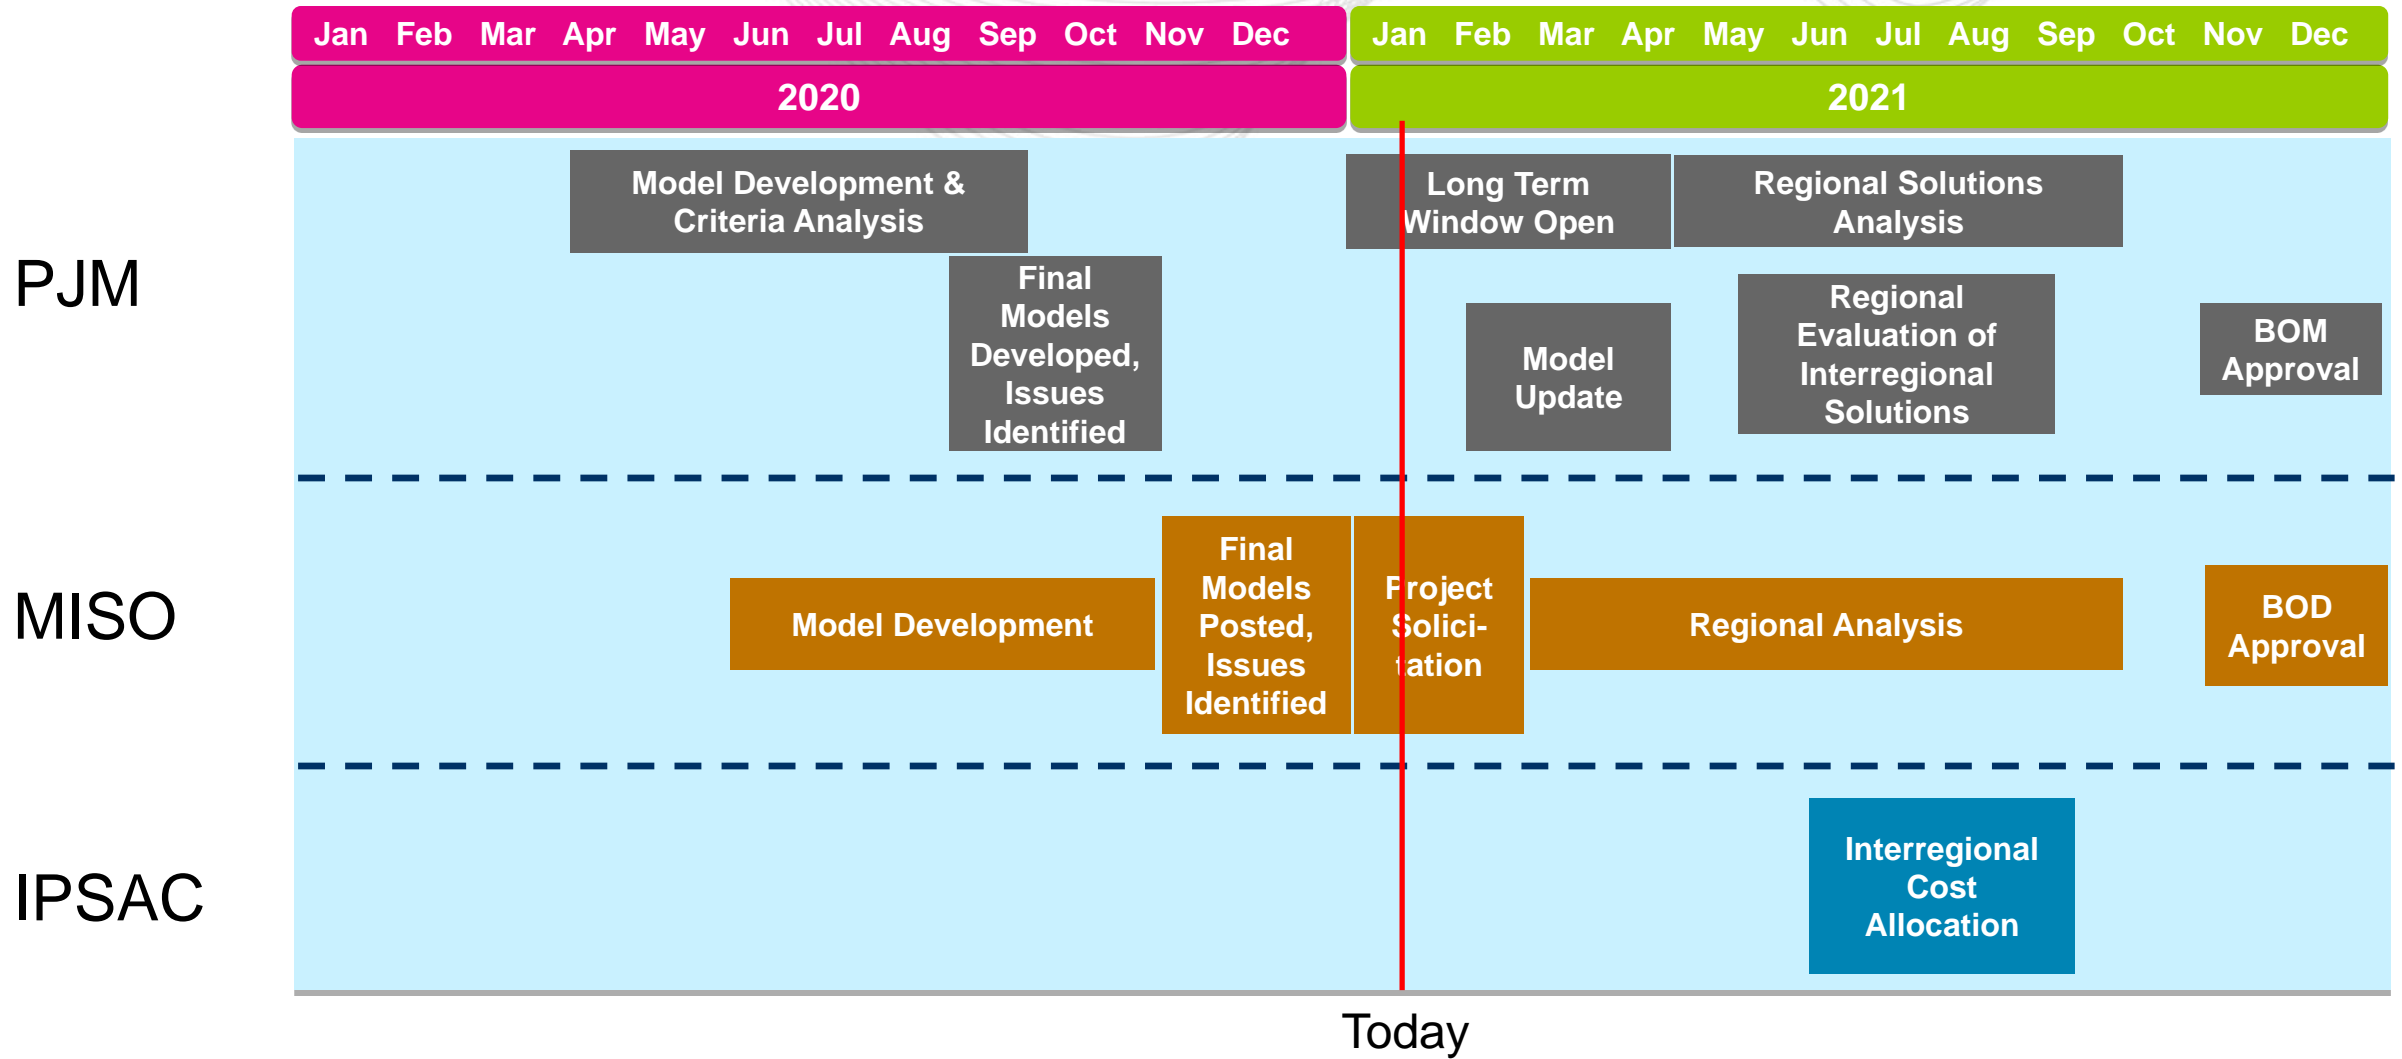 Jan Feb Mar Apr May Jun Jul Aug Sep Oct Nov Dec
Jan Feb Mar Apr May Jun Jul Aug Sep Oct Nov Dec
2020
2021
PJM
Model Development &
Criteria Analysis
Final
Models
Developed,
Issues
Identified
Long Term
Window Open
Regional Solutions
Analysis
Model
Update
Regional
Evaluation of
Interregional
Solutions
BOM
Approval
MISO
Model Development
Final
Models
Posted,
Issues
Identified
Project
Solici-
tation
Regional Analysis
BOD
Approval
IPSAC
Interregional
Cost
Allocation
Today